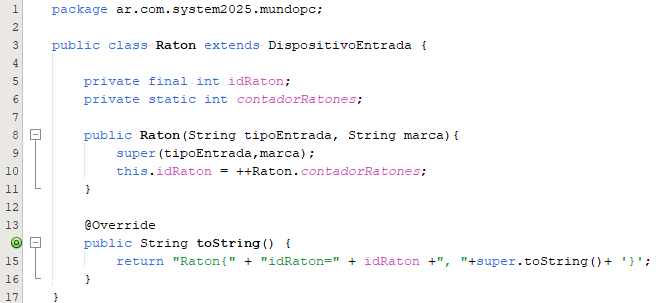 1 package ar.com.system2025.mundopc;
2
3 public class Raton extends DispositivoEntrada {
4
5     private final int idRaton;
6     private static int contadorRatones;
7
8     public Raton(String tipoEntrada, String marca){
9         super(tipoEntrada,marca);
10         this.idRaton = ++Raton.contadorRatones;
11     }
12
13     @Override
    public String toString() {
15         return "Raton{" + "idRaton=" + idRaton +", "+super.toString()+ '}';
16     }
17 }